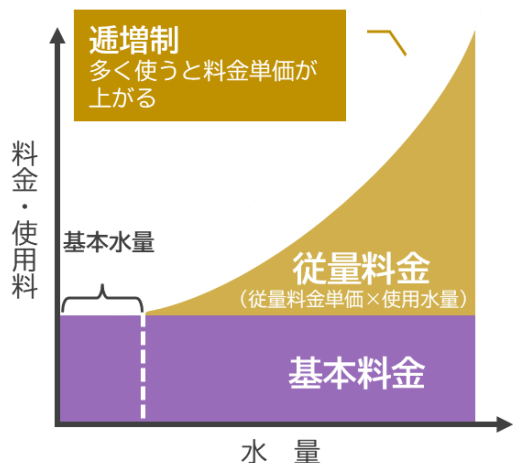 逓増制
多く使うと料金単価が
上がる
料金・使用料
基本水量
従量料金
（従量料金単価×使用水量）
基本料金
水 量